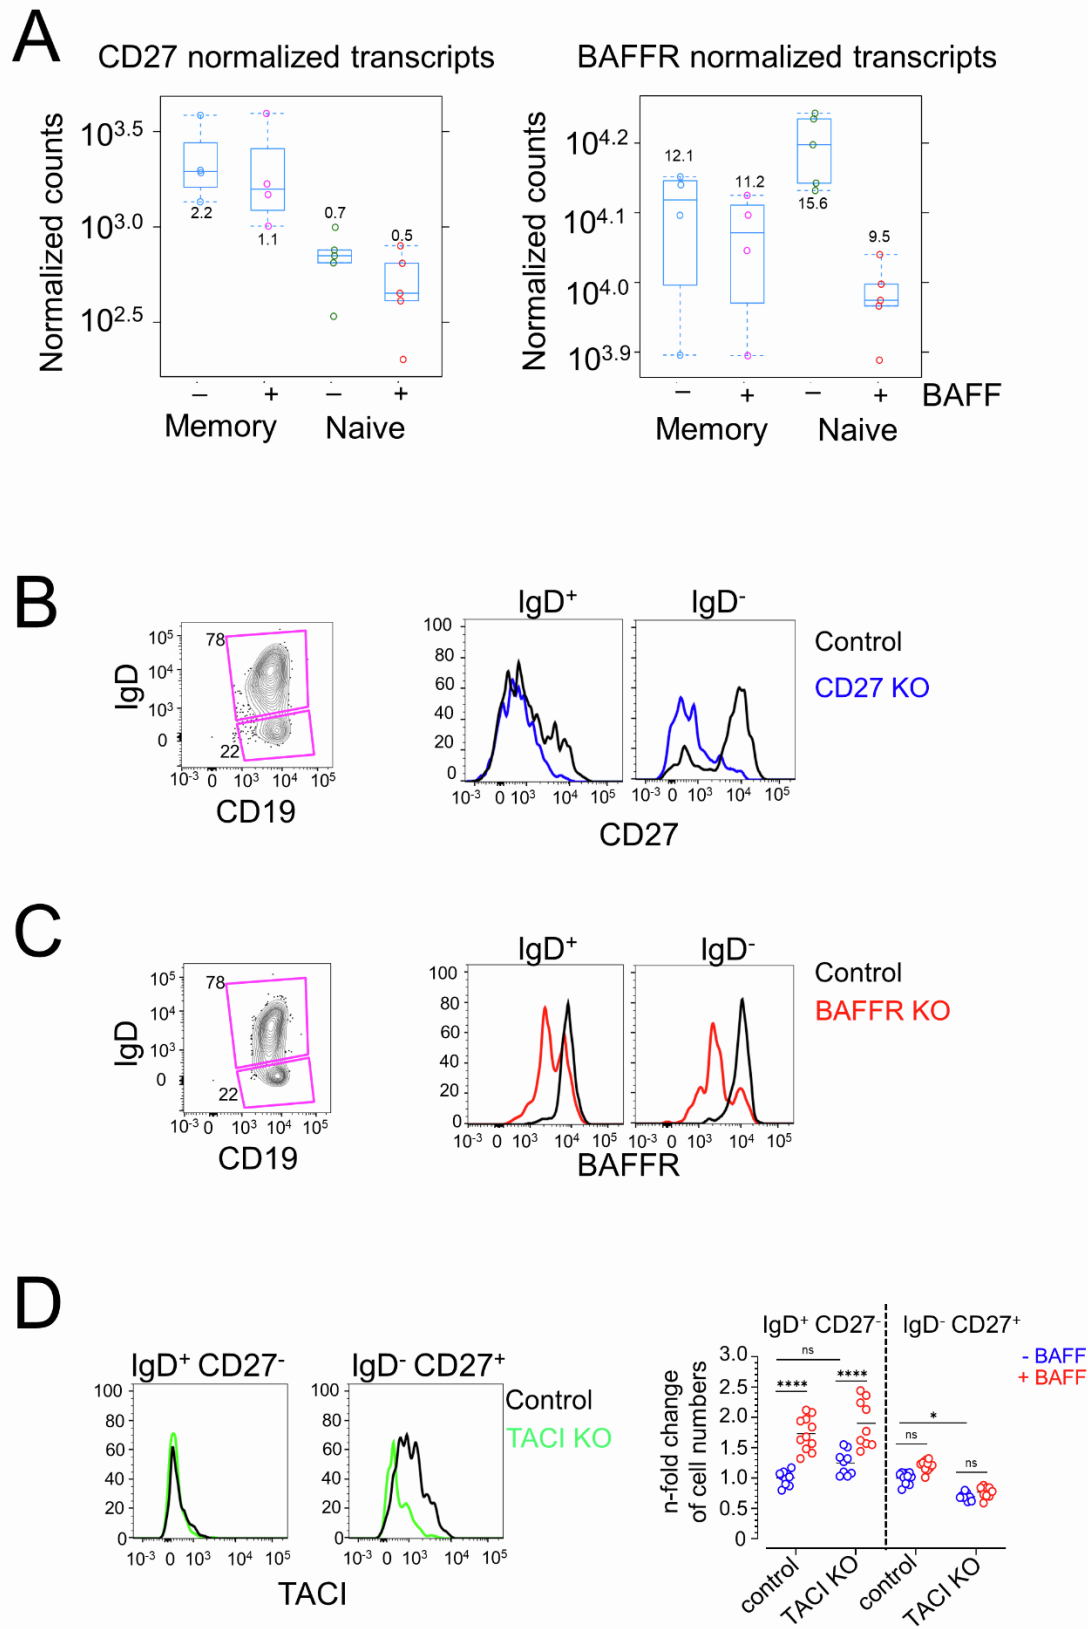 A
CD27 normalized transcripts
BAFFR normalized transcripts
Normalized counts
10^3.5
10^3.0
10^2.5
2.2
1.1
0.7
0.5
– + – +
Memory Naive
Normalized counts
10^4.2
10^4.1
10^4.0
10^3.9
12.1
11.2
15.6
9.5
– + – + BAFF
Memory Naive
B
IgD
10^5
10^4
10^3
0
78
22
10^-3 0 10^3 10^4 10^5
CD19
IgD+
IgD-
100
80
60
40
20
0
10^-3 0 10^3 10^4 10^5
10^-3 0 10^3 10^4 10^5
CD27
Control
CD27 KO
C
IgD
10^5
10^4
10^3
0
78
22
10^-3 0 10^3 10^4 10^5
CD19
IgD+
IgD-
100
80
60
40
20
0
10^-3 0 10^3 10^4 10^5
10^-3 0 10^3 10^4 10^5
BAFFR
Control
BAFFR KO
D
IgD+ CD27-
IgD- CD27+
100
80
60
40
20
0
100
80
60
40
20
0
10^-3 0 10^3 10^4 10^5
10^-3 0 10^3 10^4 10^5
TACI
Control
TACI KO
IgD+ CD27-
IgD- CD27+
- BAFF
+ BAFF
n-fold change
of cell numbers
3.0
2.5
2.0
1.5
1.0
0.5
0
ns
****
****
*
ns
ns
control
TACI KO
control
TACI KO